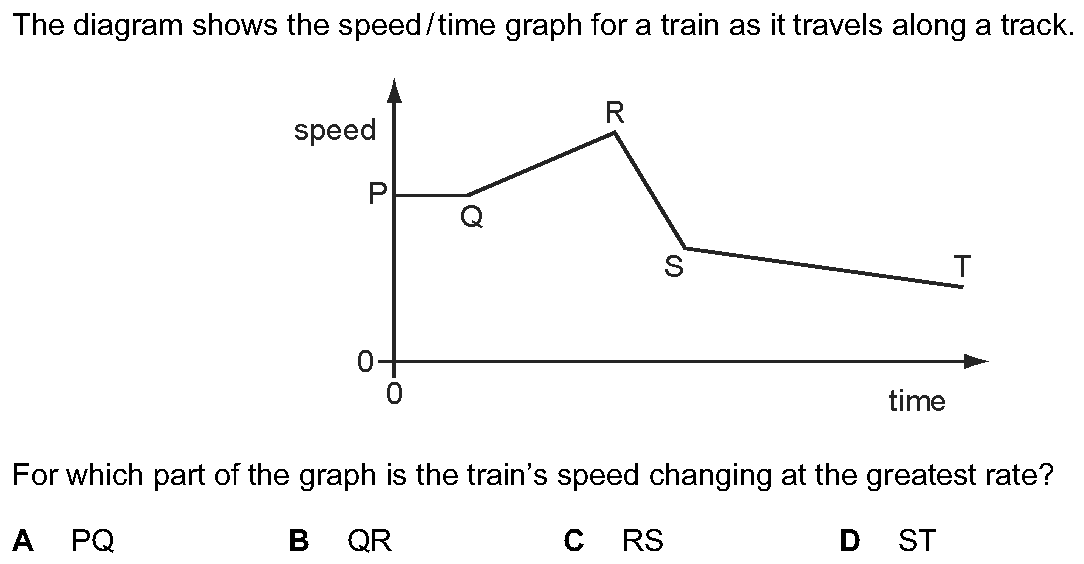 The diagram shows the speed/time graph for a train as it travels along a track.
speed
R
P
Q
S
T
0
0
time
For which part of the graph is the train's speed changing at the greatest rate?
A PQ B QR C RS D ST